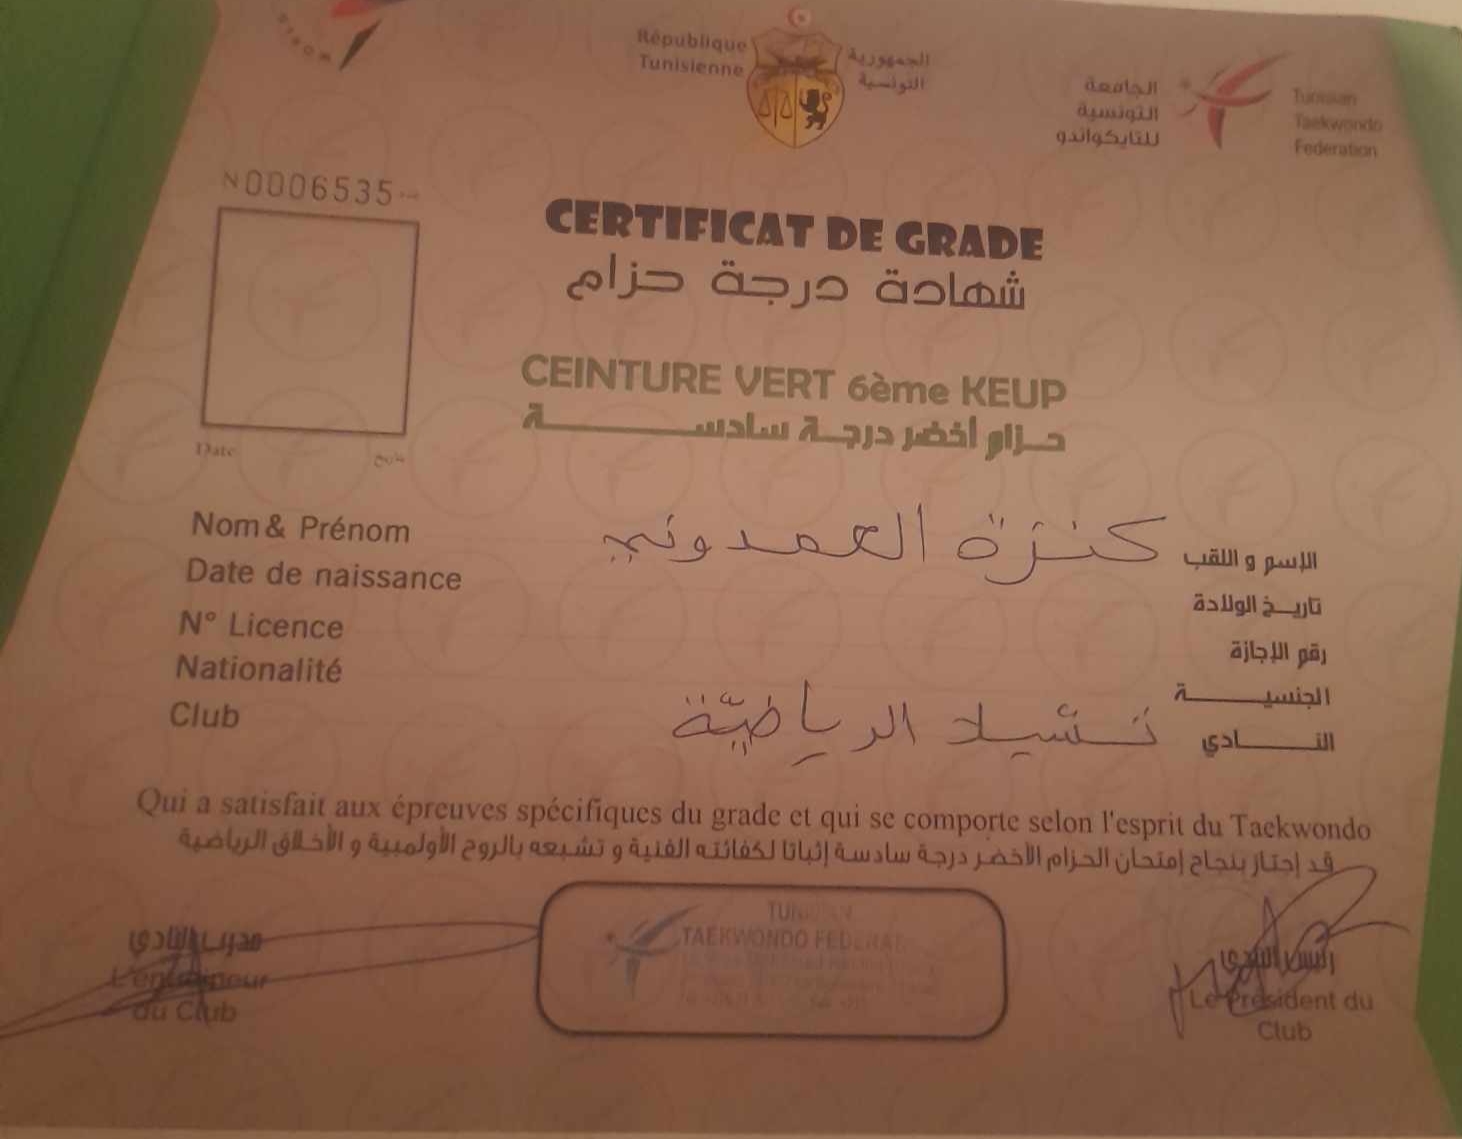 WORLD
République
Tunisienne
الجمهورية
التونسية
الجامعة
التونسية
للتايكواندو
Tunisian
Taekwondo
Federation
N0006535
CERTIFICAT DE GRADE
شهادة درجة حزام
CEINTURE VERT 6ème KEUP
حزام أخضر درجة سادسة
Date
Nom & Prénom كنزة العمدوني الإسم و اللقب
Date de naissance تاريخ الولادة
N° Licence رقم الإجازة
Nationalité الجنسية
Club الرياضيّة النادي
Qui a satisfait aux épreuves spécifiques du grade et qui se comporte selon l'esprit du Taekwondo
قد إجتاز بنجاح إمتحان الحزام الأخضر درجة سادسة إثباتا لكفائته الفنية و تشبعه بالروح الأولمبية و الأخلاق الرياضية
مدرب النادي
L'entraineur
du Club
TUNISIAN
TAEKWONDO FEDERAT
رئيس النادي
Le Président du
Club